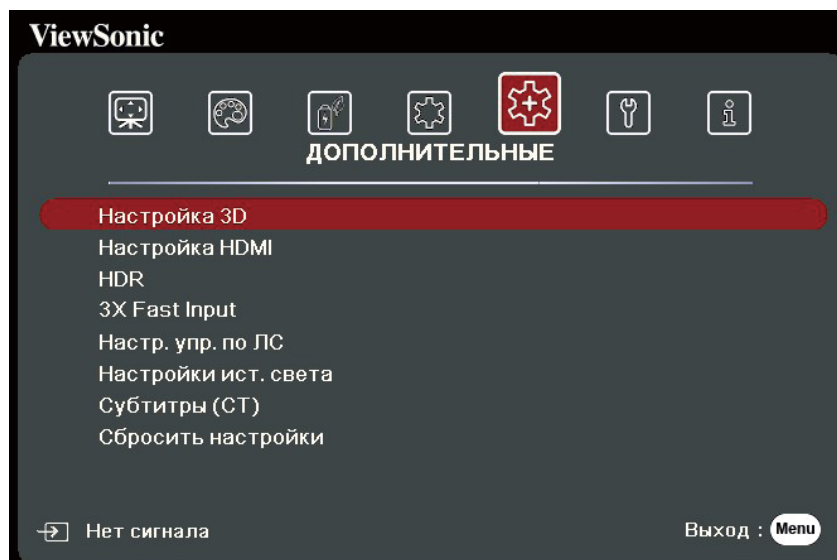 ViewSonic
ДОПОЛНИТЕЛЬНЫЕ
Настройка 3D
Настройка HDMI
HDR
3X Fast Input
Настр. упр. по ЛС
Настройки ист. света
Субтитры (СТ)
Сбросить настройки
Нет сигнала
Выход : Menu